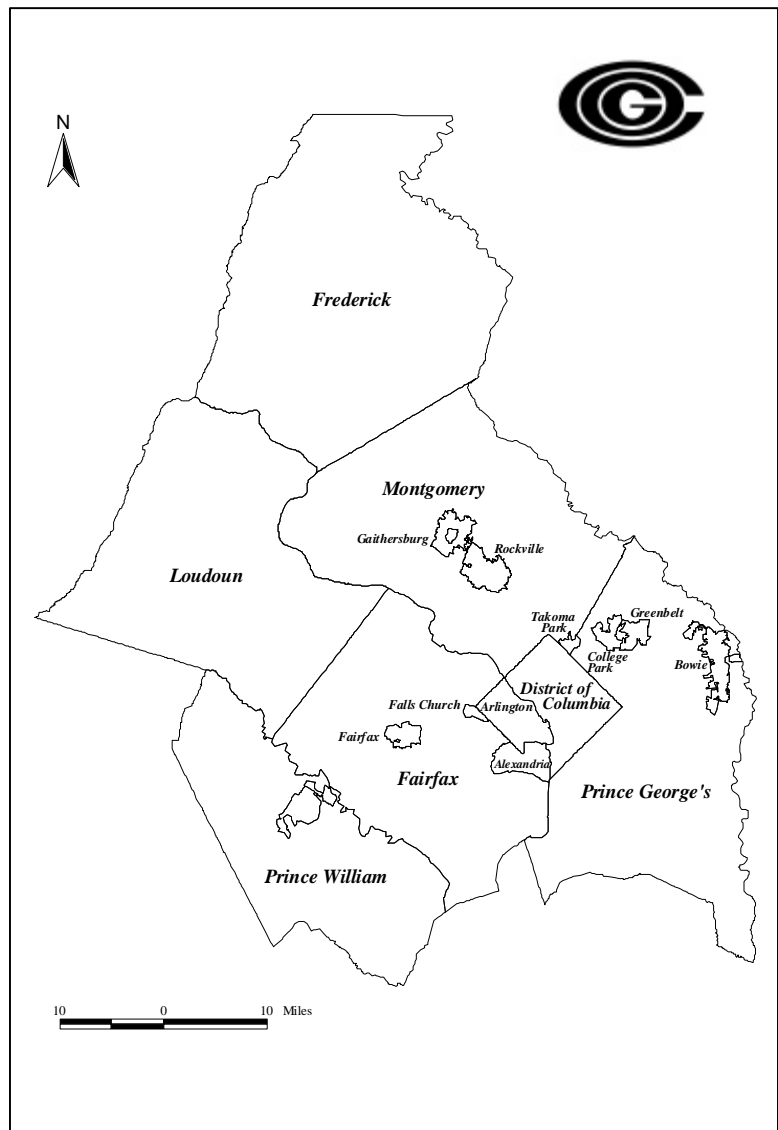 COG
N
Frederick
Montgomery
Gaithersburg
Rockville
Loudoun
Takoma
Park
Greenbelt
College
Park
Bowie
District of
Columbia
Falls Church
Arlington
Fairfax
Alexandria
Fairfax
Prince George's
Prince William
10 0 10 Miles